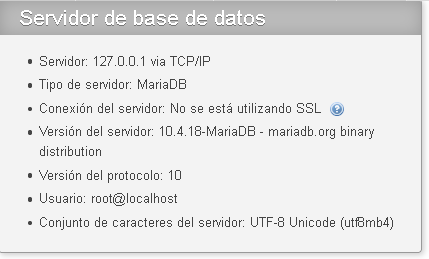 Servidor de base de datos
Servidor: 127.0.0.1 via TCP/IP
Tipo de servidor: MariaDB
Conexión del servidor: No se está utilizando SSL
Versión del servidor: 10.4.18-MariaDB - mariadb.org binary
distribution
Versión del protocolo: 10
Usuario: root@localhost
Conjunto de caracteres del servidor: UTF-8 Unicode (utf8mb4)